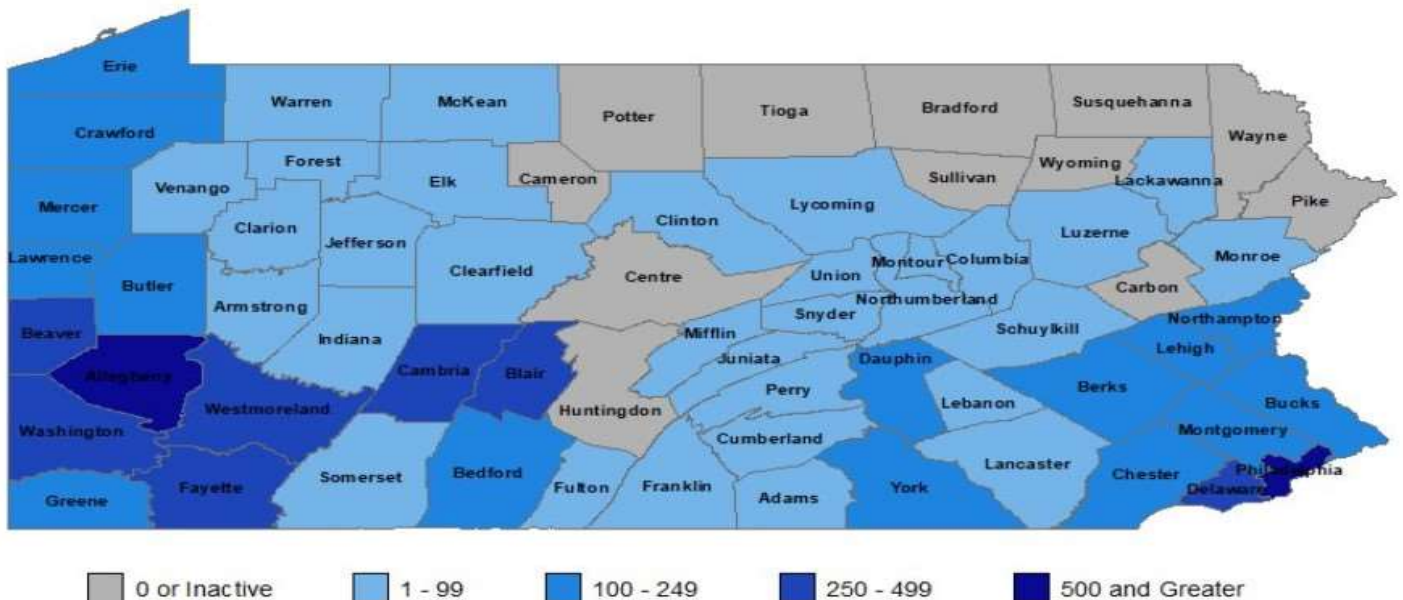 Erie
Warren
McKean
Potter
Tioga
Bradford
Susquehanna
Wayne
Crawford
Forest
Venango
Elk
Cameron
Sullivan
Wyoming
Lackawanna
Pike
Mercer
Clarion
Jefferson
Clinton
Lycoming
Luzerne
Monroe
Lawrence
Butler
Clearfield
Centre
Union
Montour
Columbia
Carbon
Armstrong
Indiana
Snyder
Northumberland
Schuylkill
Northampton
Beaver
Mifflin
Juniata
Dauphin
Lehigh
Allegheny
Cambria
Blair
Perry
Berks
Westmoreland
Huntingdon
Lebanon
Bucks
Washington
Cumberland
Montgomery
Somerset
Bedford
Lancaster
Chester
Philadelphia
Greene
Fayette
Fulton
Franklin
Adams
York
Delaware
0 or Inactive
1 - 99
100 - 249
250 - 499
500 and Greater